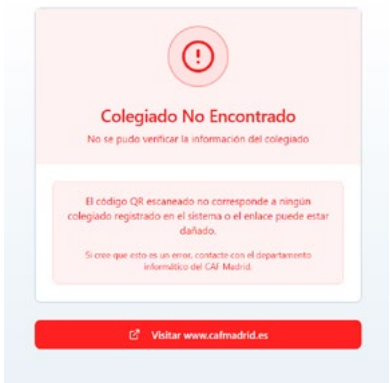 Colegiado No Encontrado
No se pudo verificar la información del colegiado
El código QR escaneado no corresponde a ningún
colegiado registrado en el sistema o el enlace puede estar
dañado.
Si cree que esto es un error, contacte con el departamento
informático del CAF Madrid.
Visitar www.cafmadrid.es